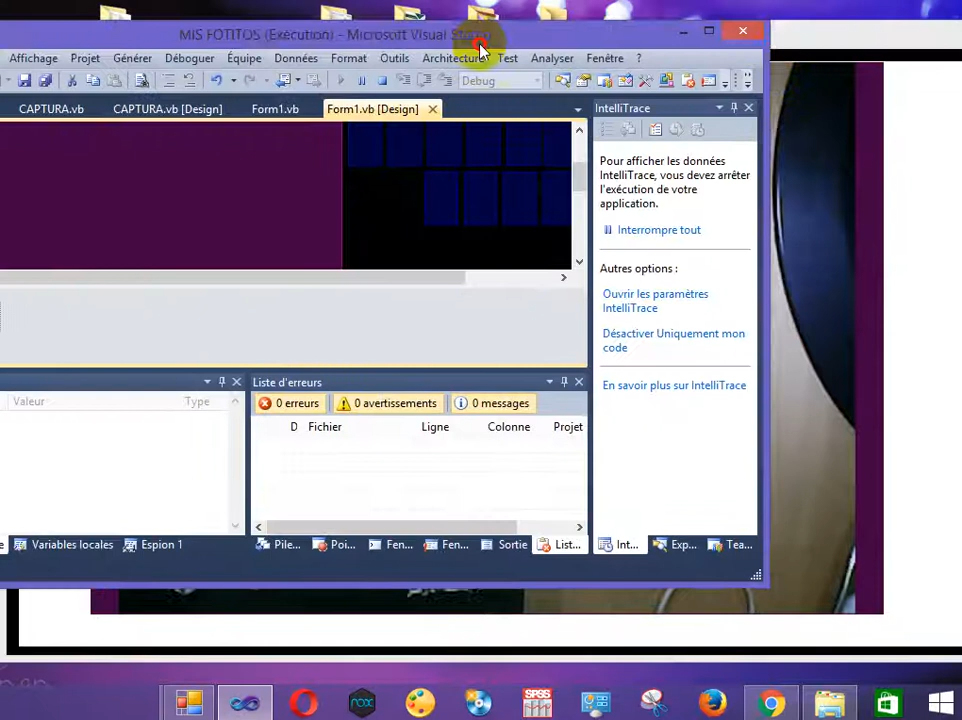 MIS FOTITOS (Exécution) - Microsoft Visual Studio
Affichage Projet Générer Déboguer Équipe Données Format Outils Architecture Test Analyser Fenêtre ?
Debug
CAPTURA.vb CAPTURA.vb [Design] Form1.vb Form1.vb [Design]
IntelliTrace
Pour afficher les données
IntelliTrace, vous devez arrêter
l'exécution de votre
application.
Interrompre tout
Autres options :
Ouvrir les paramètres
IntelliTrace
Désactiver Uniquement mon
code
En savoir plus sur IntelliTrace
Liste d'erreurs
Valeur Type
0 erreurs 0 avertissements 0 messages
D Fichier Ligne Colonne Projet
Variables locales Espion 1 Pile... Poi... Fen... Fen... Sortie List... Int... Exp... Tea...
nox
SPSS